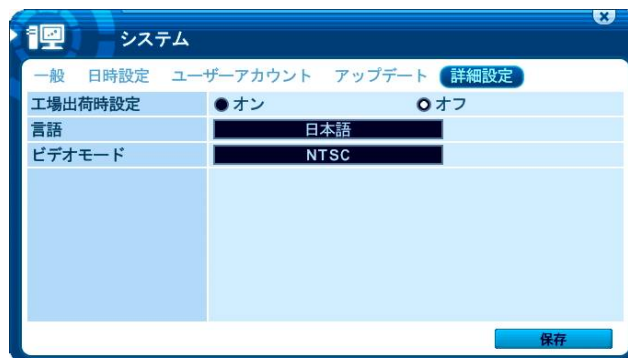 システム
一般 日時設定 ユーザーアカウント アップデート 詳細設定
工場出荷時設定 オン オフ
言語 日本語
ビデオモード NTSC
保存